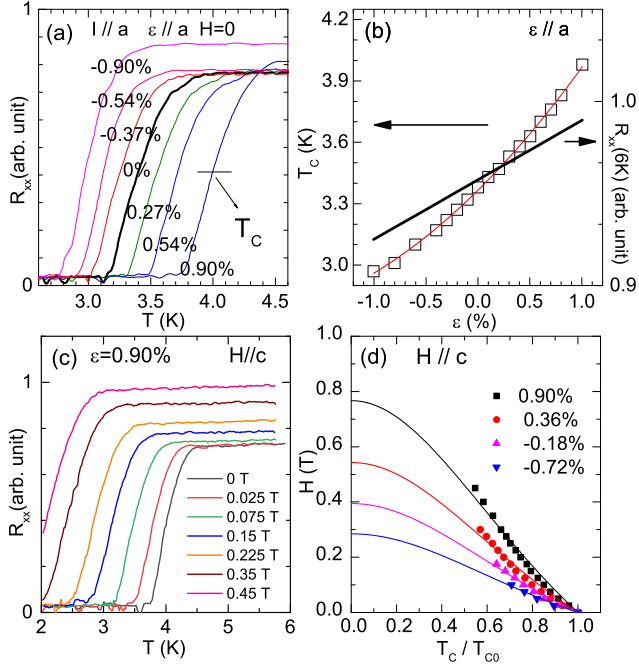 (a) I // a ε // a H=0
-0.90%
-0.54%
-0.37%
0%
0.27%
0.54%
0.90%
T_C
R_xx (arb. unit)
1
0
3.0 3.5 4.0 4.5
T (K)
(b) ε // a
T_C (K)
4.2
3.9
3.6
3.3
3.0
1.0
0.9
R_xx (6K) (arb. unit)
-1.0 -0.5 0.0 0.5 1.0
ε (%)
(c) ε=0.90% H//c
R_xx (arb. unit)
1
0
0 T
0.025 T
0.075 T
0.15 T
0.225 T
0.35 T
0.45 T
2 3 4 5 6
T (K)
(d) H // c
0.90%
0.36%
-0.18%
-0.72%
H (T)
1.0
0.8
0.6
0.4
0.2
0.0
0.0 0.2 0.4 0.6 0.8 1.0
T_C / T_C0